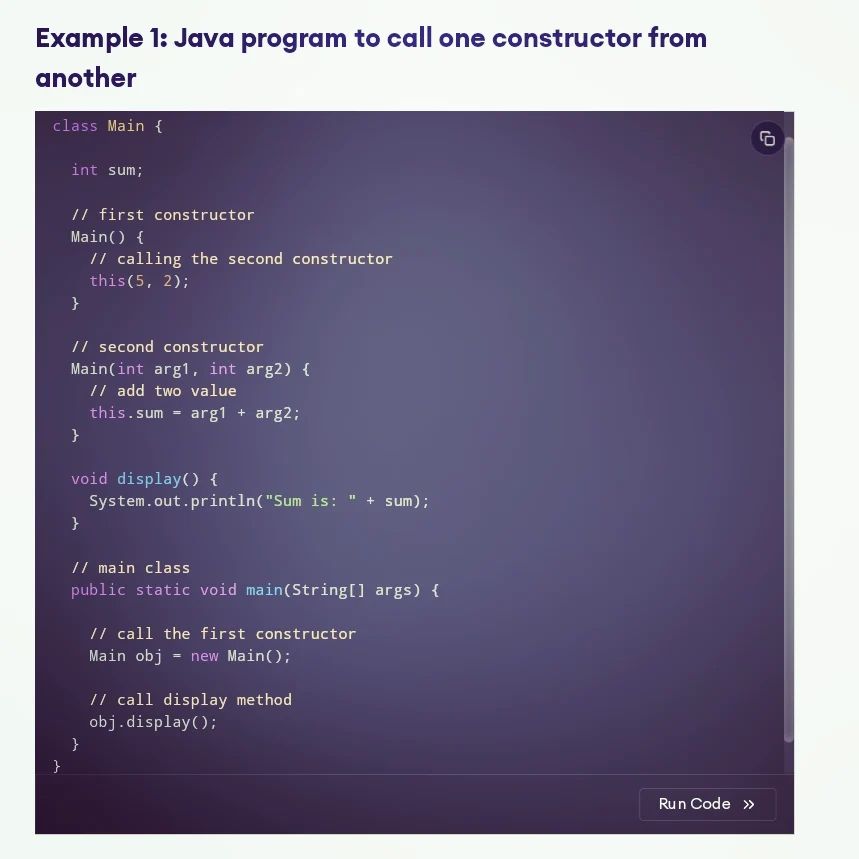 Example 1: Java program to call one constructor from
another
class Main {
int sum;
// first constructor
Main() {
// calling the second constructor
this(5, 2);
}
// second constructor
Main(int arg1, int arg2) {
// add two value
this.sum = arg1 + arg2;
}
void display() {
System.out.println("Sum is: " + sum);
}
// main class
public static void main(String[] args) {
// call the first constructor
Main obj = new Main();
// call display method
obj.display();
}
}
Run Code